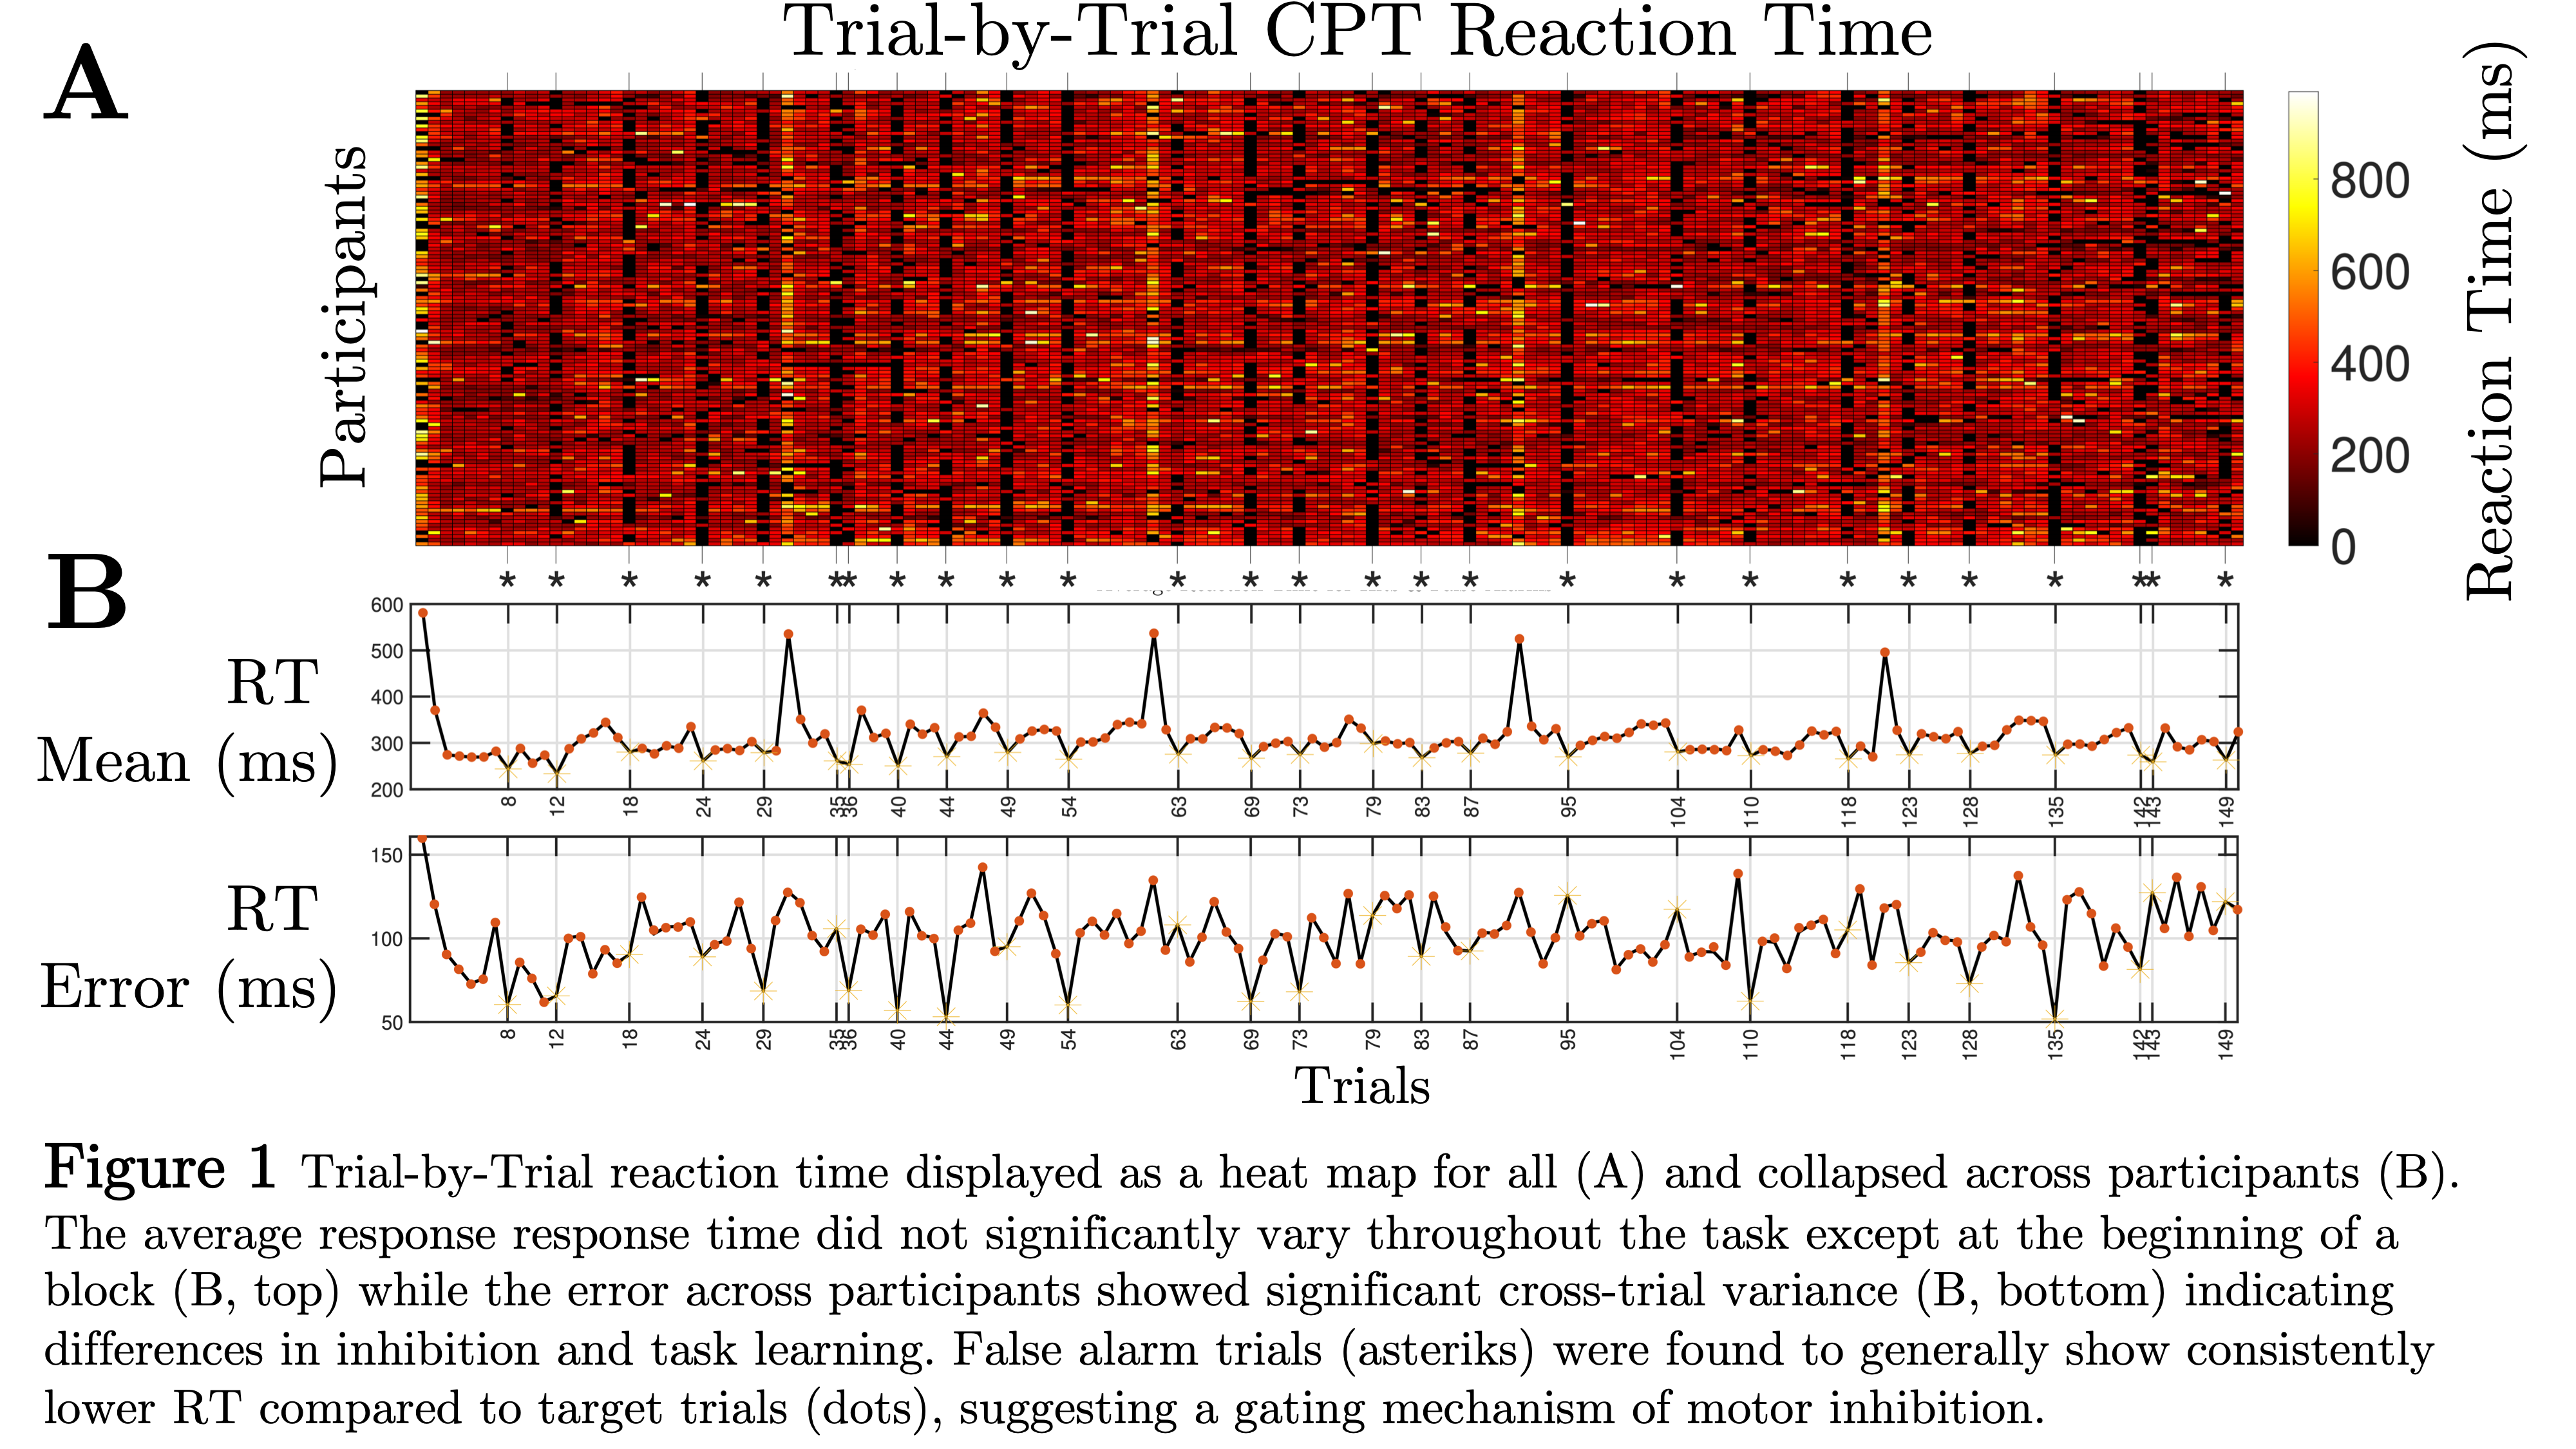 Trial-by-Trial CPT Reaction Time
A
Participants
800
600
400
200
0
Reaction Time (ms)
* * * * * ** * * * * * * * * * * * * * * * * * ** *
B
RT
Mean (ms)
600
500
400
300
200
8 12 18 24 29 35 36 40 44 49 54 63 69 73 79 83 87 95 104 110 118 123 128 135 142 143 149
RT
Error (ms)
150
100
50
8 12 18 24 29 35 36 40 44 49 54 63 69 73 79 83 87 95 104 110 118 123 128 135 142 143 149
Trials
Figure 1 Trial-by-Trial reaction time displayed as a heat map for all (A) and collapsed across participants (B).
The average response response time did not significantly vary throughout the task except at the beginning of a
block (B, top) while the error across participants showed significant cross-trial variance (B, bottom) indicating
differences in inhibition and task learning. False alarm trials (asteriks) were found to generally show consistently
lower RT compared to target trials (dots), suggesting a gating mechanism of motor inhibition.